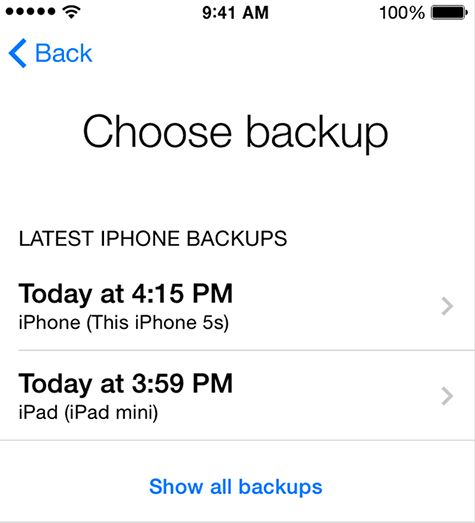 9:41 AM 100%
Back
Choose backup
LATEST IPHONE BACKUPS
Today at 4:15 PM
iPhone (This iPhone 5s)
Today at 3:59 PM
iPad (iPad mini)
Show all backups